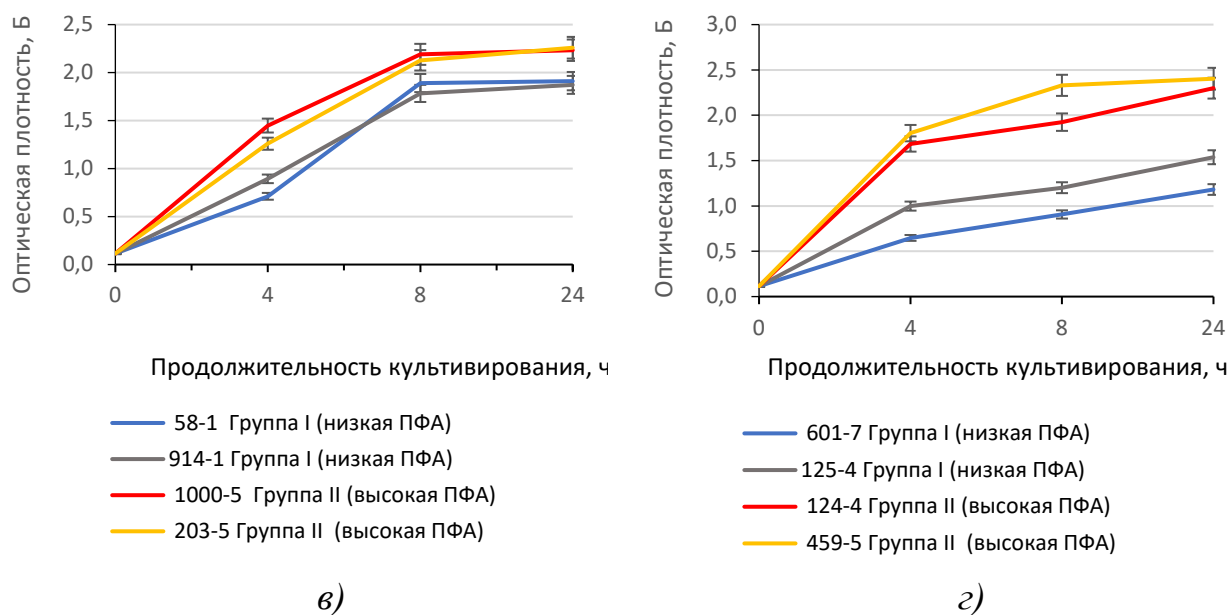 Оптическая плотность, Б
2,5
2,0
1,5
1,0
0,5
0,0
0 4 8 24
Продолжительность культивирования, ч
58-1 Группа I (низкая ПФА)
914-1 Группа I (низкая ПФА)
1000-5 Группа II (высокая ПФА)
203-5 Группа II (высокая ПФА)
в)
Оптическая плотность, Б
3,0
2,5
2,0
1,5
1,0
0,5
0,0
0 4 8 24
Продолжительность культивирования, ч
601-7 Группа I (низкая ПФА)
125-4 Группа I (низкая ПФА)
124-4 Группа II (высокая ПФА)
459-5 Группа II (высокая ПФА)
г)